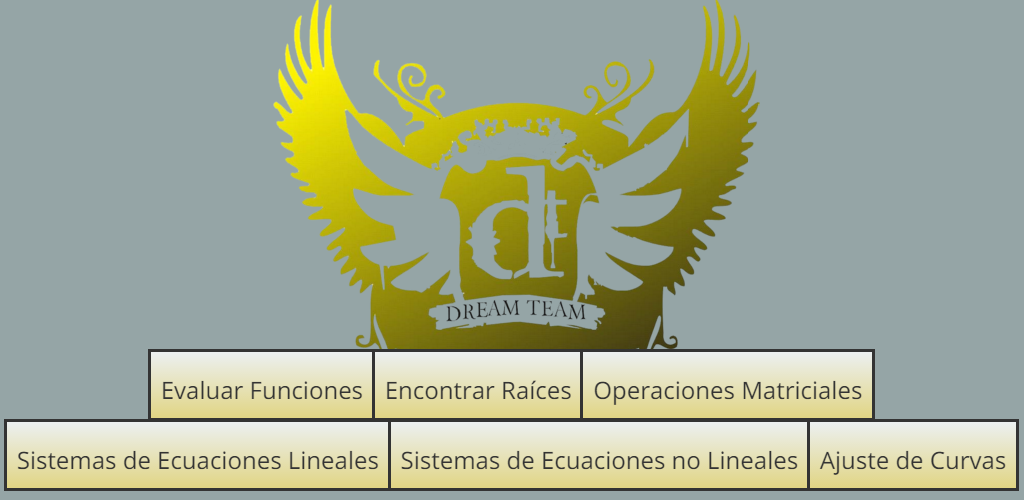 dt
DREAM TEAM
Evaluar Funciones
Encontrar Raíces
Operaciones Matriciales
Sistemas de Ecuaciones Lineales
Sistemas de Ecuaciones no Lineales
Ajuste de Curvas